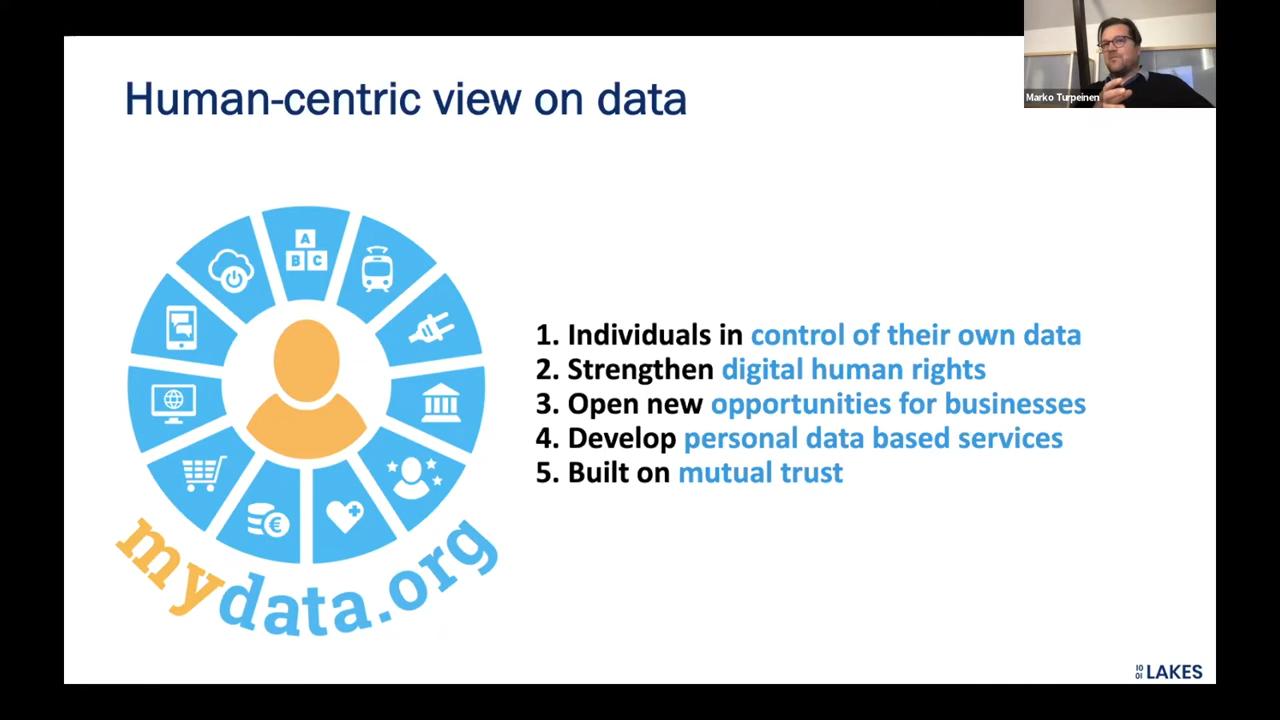 Human-centric view on data
Marko Turpeinen
A
B C
€
mydata.org
1. Individuals in control of their own data
2. Strengthen digital human rights
3. Open new opportunities for businesses
4. Develop personal data based services
5. Built on mutual trust
1001 LAKES